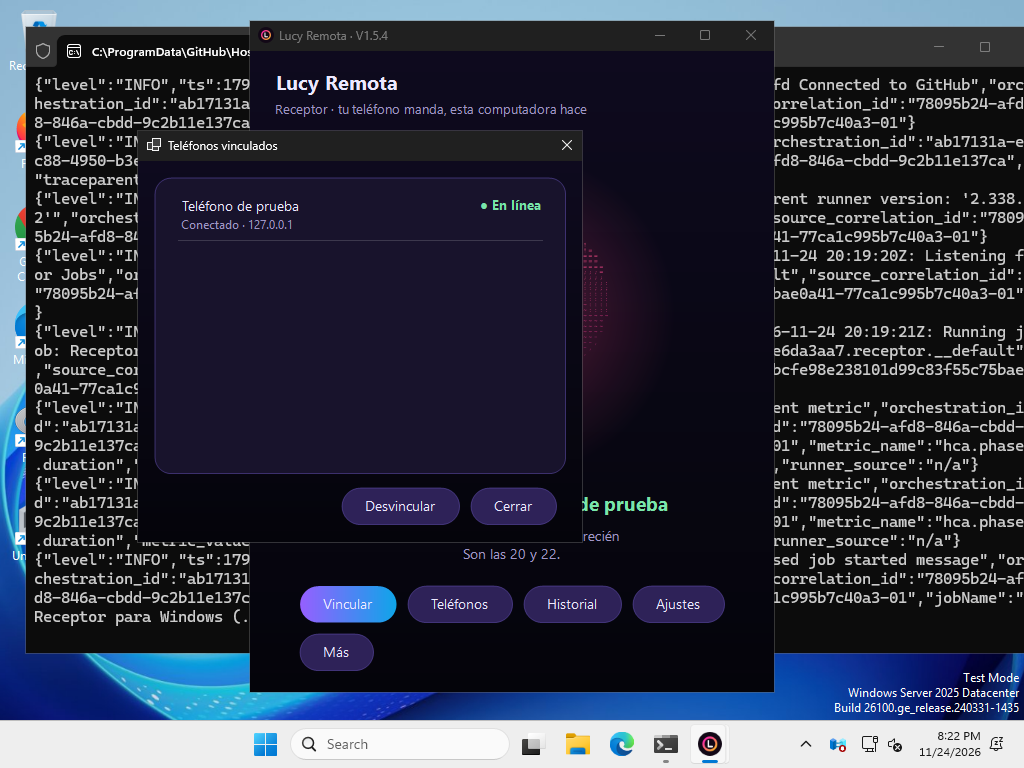 Lucy Remota · V1.5.4
C:\ProgramData\GitHub\Hos
Lucy Remota
Receptor · tu teléfono manda, esta computadora hace
Teléfonos vinculados
Teléfono de prueba
● En línea
Conectado · 127.0.0.1
Desvincular
Cerrar
de prueba
recién
Son las 20 y 22.
Vincular
Teléfonos
Historial
Ajustes
Más
{"level":"INFO","ts":179
hestration_id":"ab17131a
8-846a-cbdd-9c2b11e137ca
{"level":"IN
c88-4950-b3e
"traceparent
{"level":"IN
2'","orchest
5b24-afd8-84
{"level":"IN
or Jobs","or
"78095b24-af
}
{"level":"IN
ob: Receptor
,"source_cor
0a41-77ca1c9
{"level":"IN
d":"ab17131a
9c2b11e137ca
.duration","
{"level":"IN
d":"ab17131a
9c2b11e137ca
.duration","metric_value
{"level":"INFO","ts":179
chestration_id":"ab17131
d8-846a-cbdd-9c2b11e137c
Receptor para Windows (.
fd Connected to GitHub","orc
orrelation_id":"78095b24-afd
c995b7c40a3-01"}
rchestration_id":"ab17131a-e
fd8-846a-cbdd-9c2b11e137ca",
rent runner version: '2.338.
source_correlation_id":"7809
41-77ca1c995b7c40a3-01"}
11-24 20:19:20Z: Listening f
lt","source_correlation_id":
bae0a41-77ca1c995b7c40a3-01"
6-11-24 20:19:21Z: Running j
e6da3aa7.receptor.__default"
bcfe98e238101d99c83f55c75bae
ent metric","orchestration_i
d":"78095b24-afd8-846a-cbdd-
01","metric_name":"hca.phase
,"runner_source":"n/a"}
ent metric","orchestration_i
d":"78095b24-afd8-846a-cbdd-
01","metric_name":"hca.phase
runner_source":"n/a"}
sed job started message","or
correlation_id":"78095b24-af
1c995b7c40a3-01","jobName":"
Test Mode
Windows Server 2025 Datacenter
Build 26100.ge_release.240331-1435
Search
8:22 PM
11/24/2026